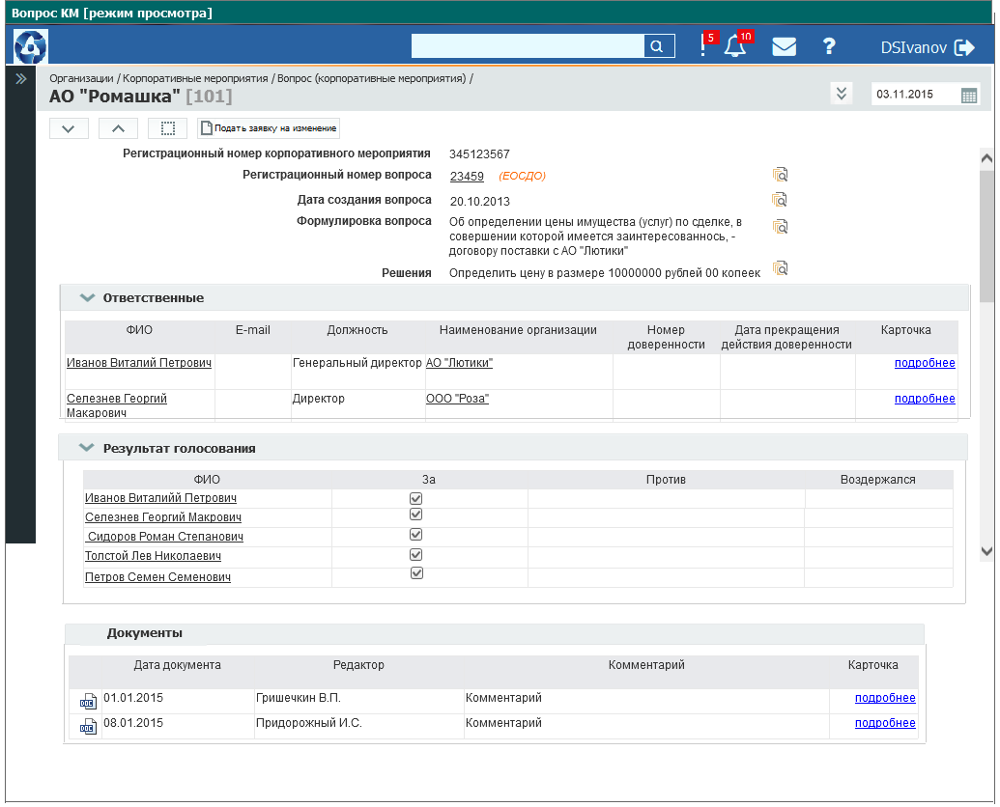 Вопрос КМ [режим просмотра]
5
10
?
DSIvanov
Организации / Корпоративные мероприятия / Вопрос (корпоративные мероприятия) /
АО "Ромашка" [101]
03.11.2015
Подать заявку на изменение
Регистрационный номер корпоративного мероприятия 345123567
Регистрационный номер вопроса 23459 (ЕОСДО)
Дата создания вопроса 20.10.2013
Формулировка вопроса Об определении цены имущества (услуг) по сделке, в
совершении которой имеется заинтересованнось, -
договору поставки с АО "Лютики"
Решения Определить цену в размере 10000000 рублей 00 копеек
Ответственные
ФИО E-mail Должность Наименование организации Номер доверенности Дата прекращения действия доверенности Карточка
Иванов Виталий Петрович Генеральный директор АО "Лютики" подробнее
Селезнев Георгий Директор ООО "Роза" подробнее
Макарович
Результат голосования
ФИО За Против Воздержался
Иванов Виталийй Петрович
Селезнев Георгий Макрович
Сидоров Роман Степанович
Толстой Лев Николаевич
Петров Семен Семенович
Документы
Дата документа Редактор Комментарий Карточка
DOC 01.01.2015 Гришечкин В.П. Комментарий подробнее
DOC 08.01.2015 Придорожный И.С. Комментарий подробнее